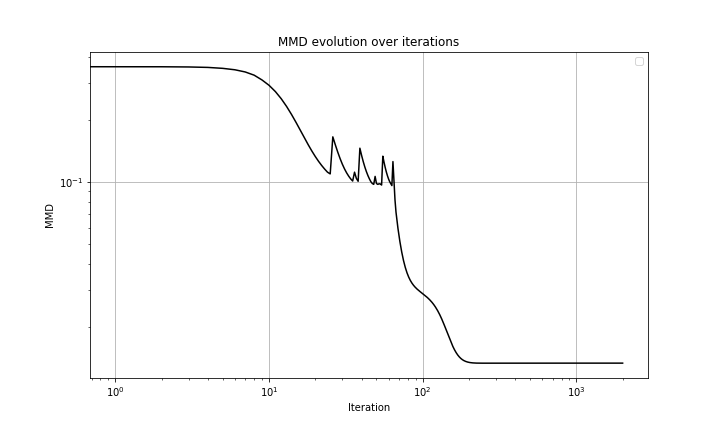 MMD evolution over iterations
MMD
10⁻¹
10⁰ 10¹ 10² 10³
Iteration